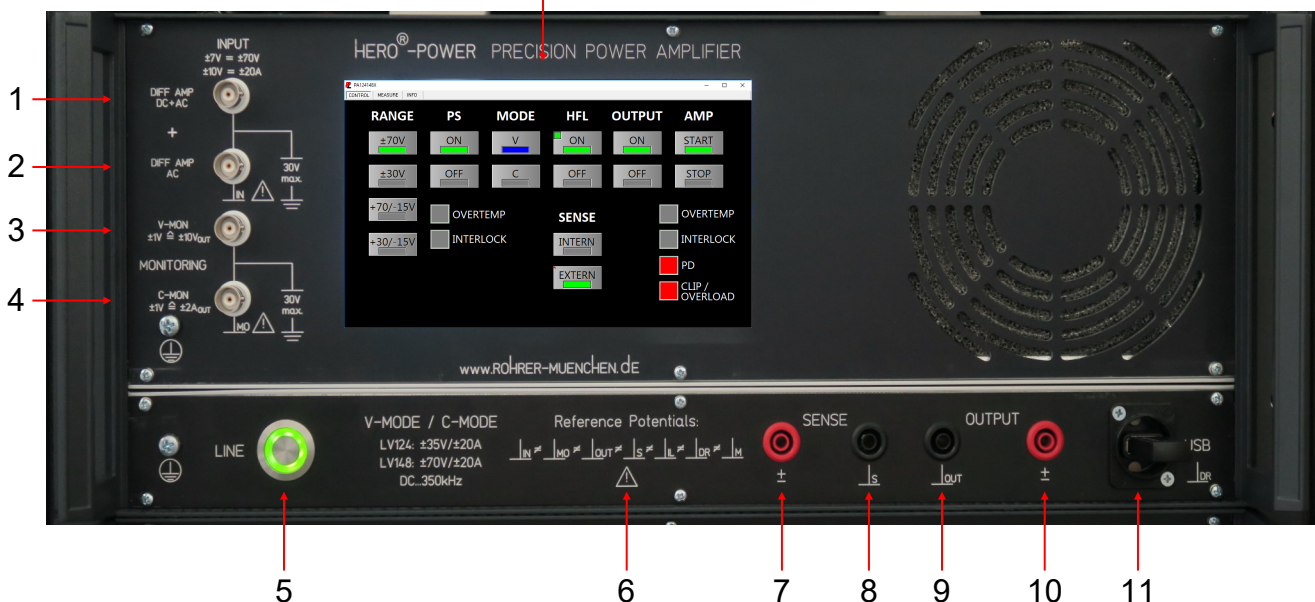 HERO®-POWER PRECISION POWER AMPLIFIER
INPUT
±7V = ±70V
±10V = ±20A
1
DIFF AMP
DC+AC
+
2
DIFF AMP
AC
IN
30V
max.
3
V-MON
±1V ≙ ±10VOUT
MONITORING
4
C-MON
±1V ≙ ±2AOUT
MO
30V
max.
PA124148X
CONTROL MEASURE INFO
RANGE PS MODE HFL OUTPUT AMP
±70V ON V ON ON START
±30V OFF C OFF OFF STOP
+70/-15V OVERTEMP SENSE OVERTEMP
+30/-15V INTERLOCK INTERN INTERLOCK
EXTERN PD
CLIP /
OVERLOAD
www.ROHRER-MUENCHEN.dE
LINE
V-MODE / C-MODE
LV124: ±35V/±20A
LV148: ±70V/±20A
DC...350kHz
Reference Potentials:
IN ≠ MO ≠ OUT ≠ S ≠ IL ≠ DR ≠ M
SENSE
± S
OUTPUT
OUT ±
USB
DR
5 6 7 8 9 10 11